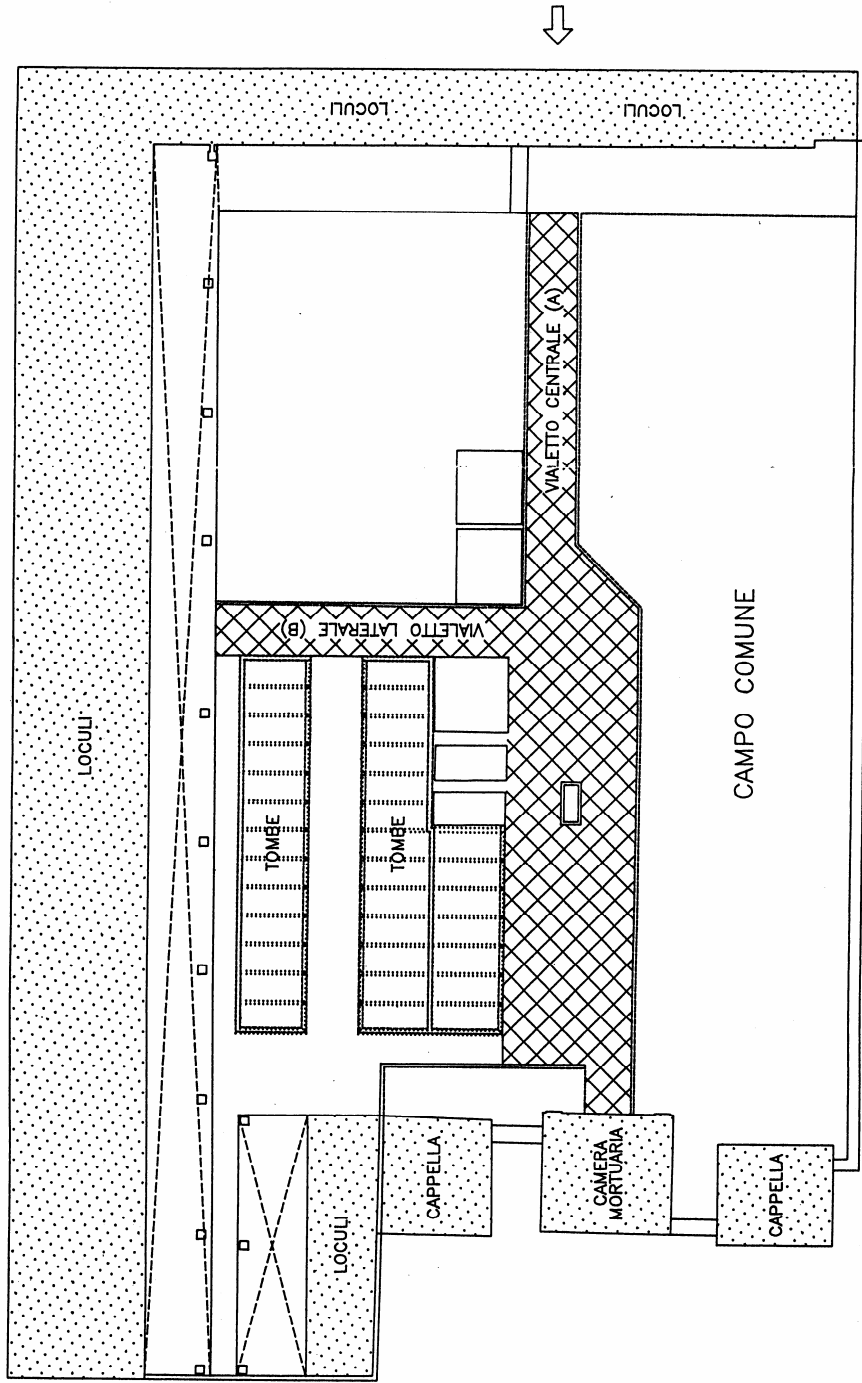 LOCULI
LOCULI
VIALETTO CENTRALE (A)
VIALETTO LATERALE (B)
LOCULI
CAMPO COMUNE
TOMBE
TOMBE
LOCULI
CAPPELLA
CAMERA
MORTUARIA
CAPPELLA